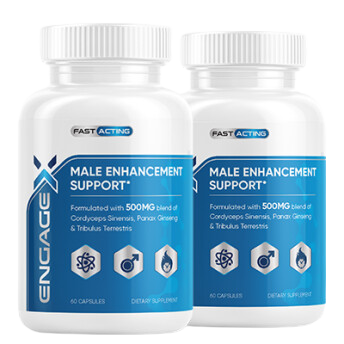 FAST ACTING
MALE ENHANCEMENT
SUPPORT*
Formulated with 500MG blend of
Cordyceps Sinensis, Panax Ginseng
& Tribulus Terrestris
60 CAPSULES
DIETARY SUPPLEMENT
ENGAGEX
FAST ACTING
MALE ENHANCEMENT
SUPPORT*
Formulated with 500MG blend of
Cordyceps Sinensis, Panax Ginseng
& Tribulus Terrestris
60 CAPSULES
DIETARY SUPPLEMENT